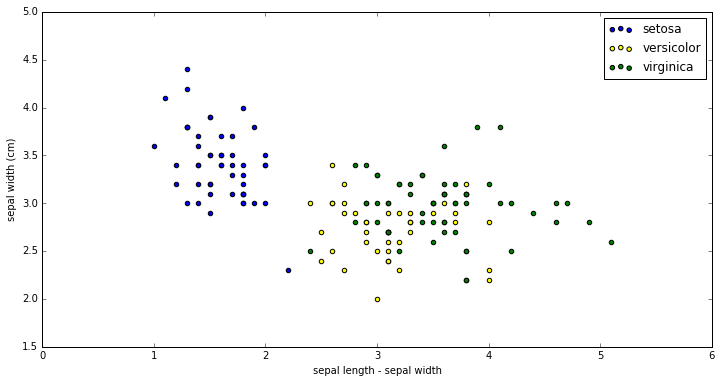 5.0
4.5
4.0
3.5
3.0
2.5
2.0
1.5
sepal width (cm)
0 1 2 3 4 5 6
sepal length - sepal width
setosa
versicolor
virginica